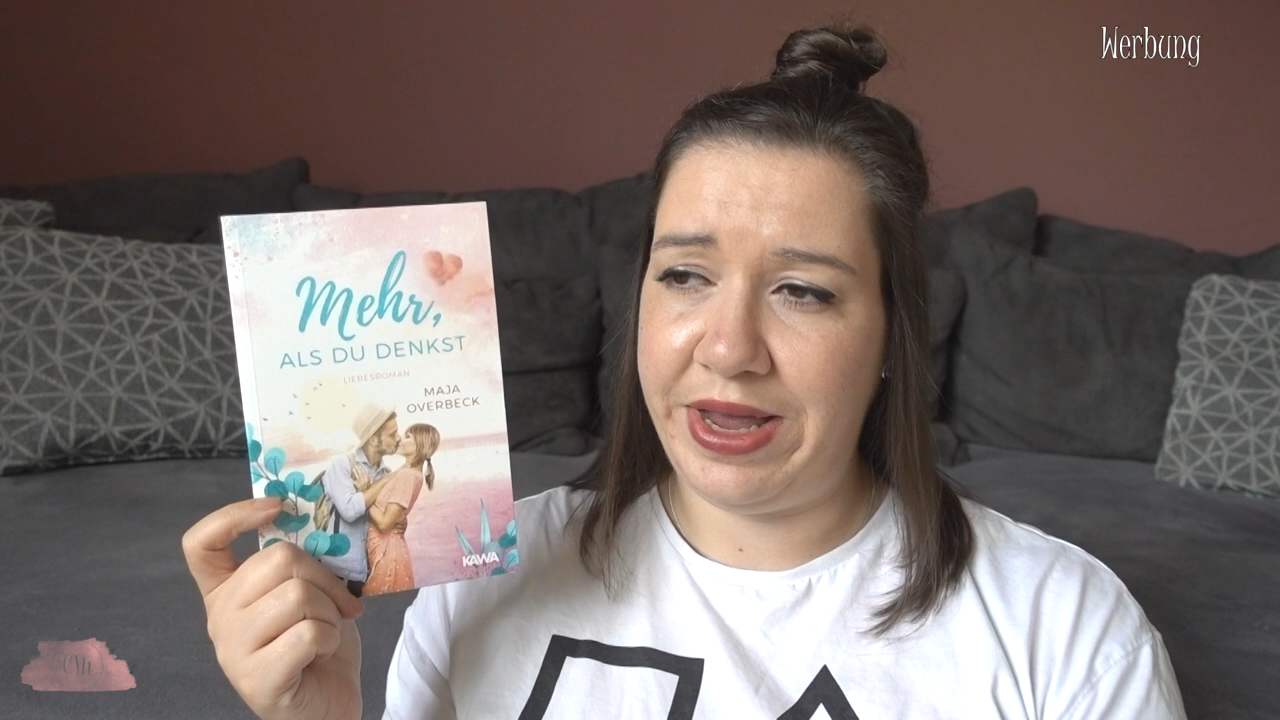 Werbung
Mehr,
ALS DU DENKST
LIEBESROMAN
MAJA
OVERBECK
KAWA